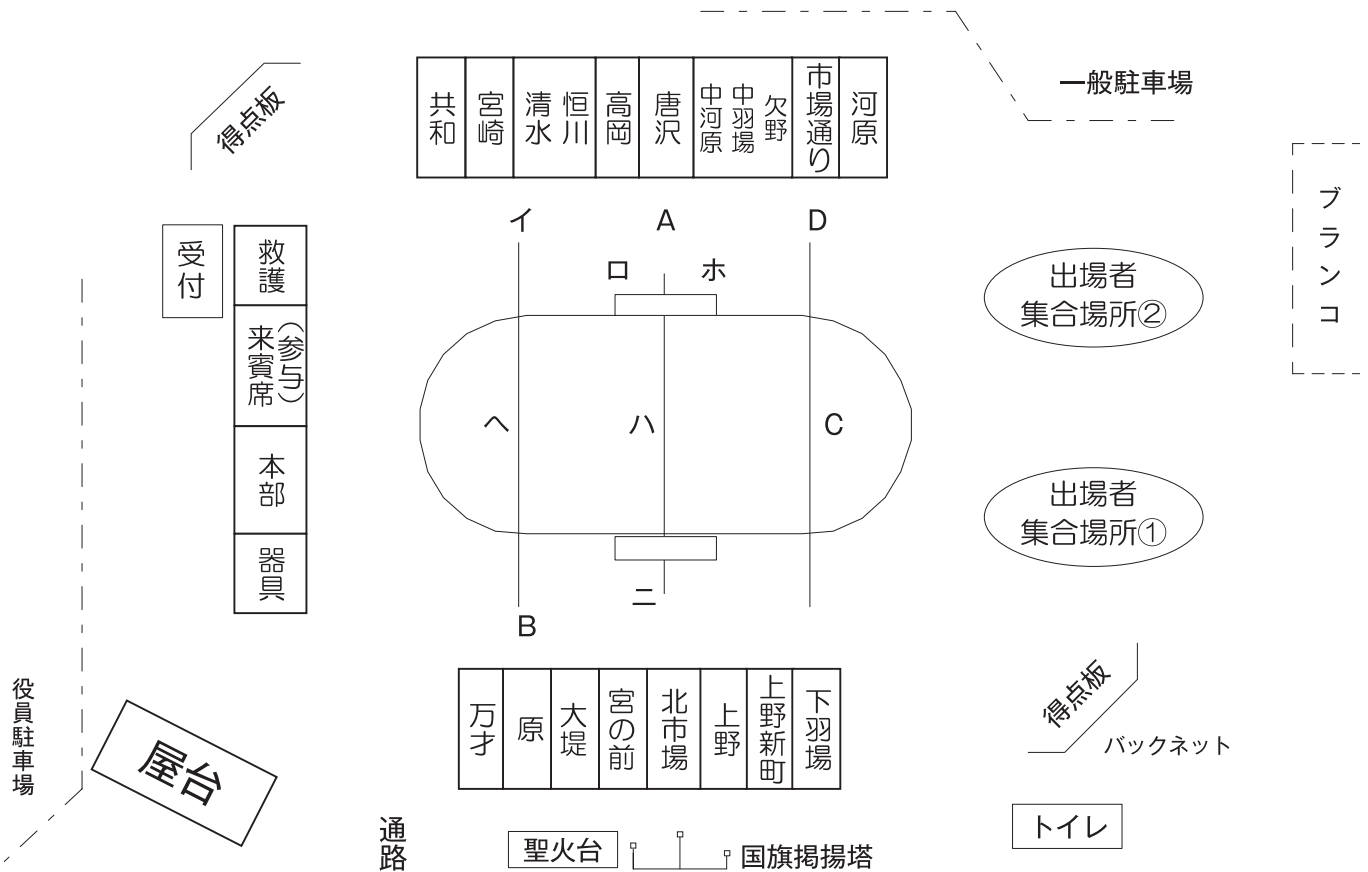 一般駐車場
得点板
共和
宮崎
清水
恒川
高岡
唐沢
中河原
中羽場
欠野
市場通り
河原
ブランコ
イ
A
D
ロ
ホ
受付
救護
来賓席
(参与)
本部
器具
出場者
集合場所②
ヘ
ハ
C
出場者
集合場所①
ニ
B
万才
原
大堤
宮の前
北市場
上野
上野新町
下羽場
得点板
バックネット
役員駐車場
屋台
通路
聖火台
国旗掲揚塔
トイレ